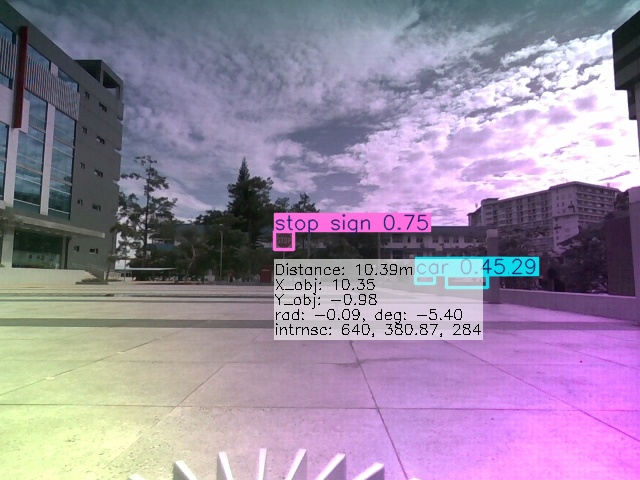 stop sign 0.75
car 0.45.29
Distance: 10.39m
X_obj: 10.35
Y_obj: −0.98
rad: −0.09, deg: −5.40
intrnsc: 640, 380.87, 284